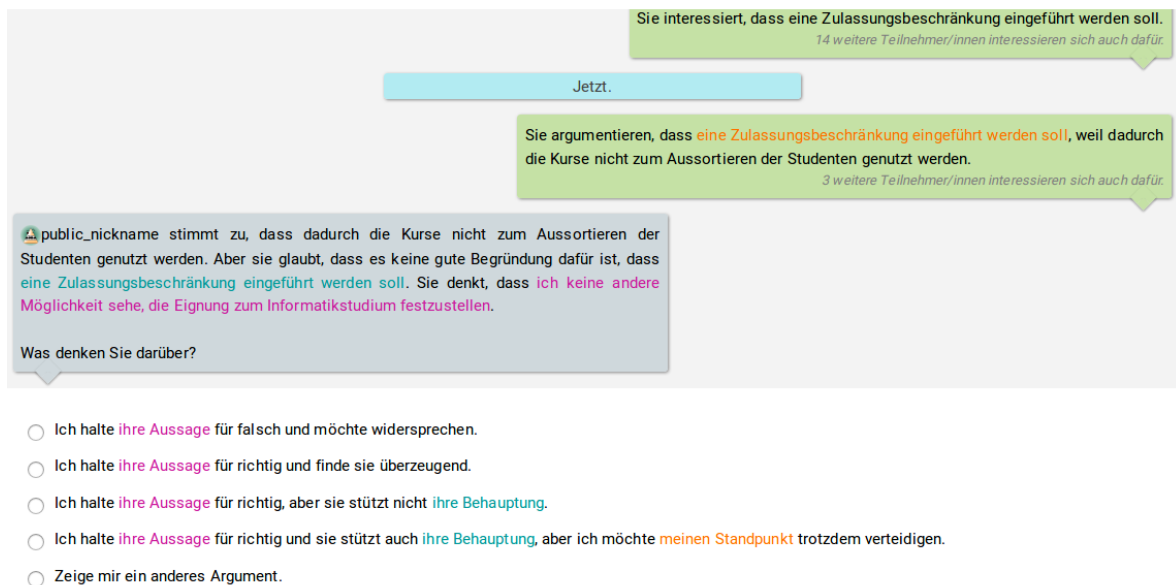 Sie interessiert, dass eine Zulassungsbeschränkung eingeführt werden soll.
14 weitere Teilnehmer/innen interessieren sich auch dafür.
Jetzt.
Sie argumentieren, dass eine Zulassungsbeschränkung eingeführt werden soll, weil dadurch
die Kurse nicht zum Aussortieren der Studenten genutzt werden.
3 weitere Teilnehmer/innen interessieren sich auch dafür.
public_nickname stimmt zu, dass dadurch die Kurse nicht zum Aussortieren der
Studenten genutzt werden. Aber sie glaubt, dass es keine gute Begründung dafür ist, dass
eine Zulassungsbeschränkung eingeführt werden soll. Sie denkt, dass ich keine andere
Möglichkeit sehe, die Eignung zum Informatikstudium festzustellen.
Was denken Sie darüber?
Ich halte ihre Aussage für falsch und möchte widersprechen.
Ich halte ihre Aussage für richtig und finde sie überzeugend.
Ich halte ihre Aussage für richtig, aber sie stützt nicht ihre Behauptung.
Ich halte ihre Aussage für richtig und sie stützt auch ihre Behauptung, aber ich möchte meinen Standpunkt trotzdem verteidigen.
Zeige mir ein anderes Argument.